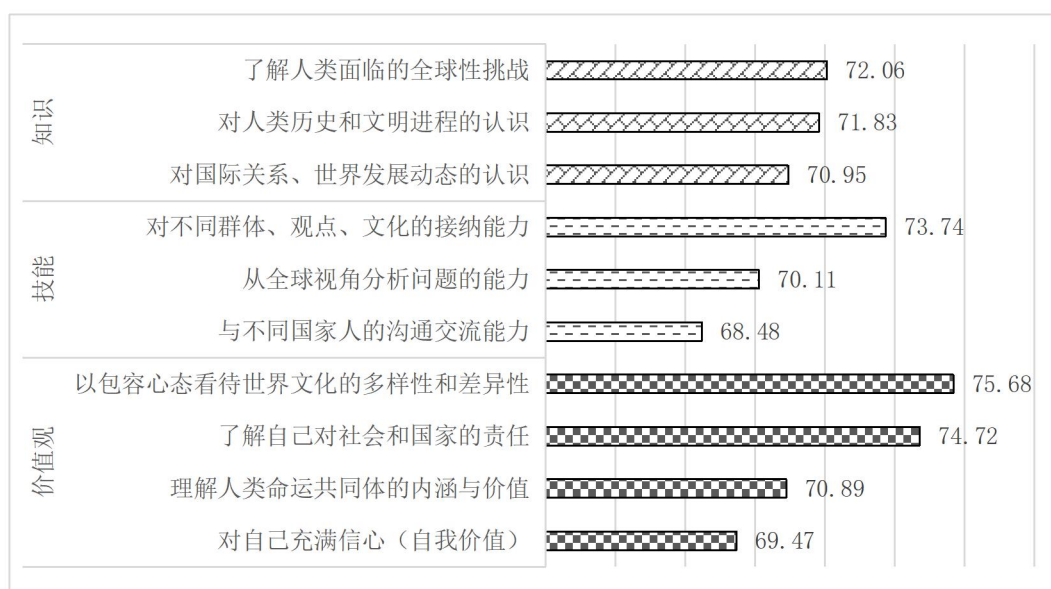 知识
了解人类面临的全球性挑战 72.06
对人类历史和文明进程的认识 71.83
对国际关系、世界发展动态的认识 70.95
技能
对不同群体、观点、文化的接纳能力 73.74
从全球视角分析问题的能力 70.11
与不同国家人的沟通交流能力 68.48
价值观
以包容心态看待世界文化的多样性和差异性 75.68
了解自己对社会和国家的责任 74.72
理解人类命运共同体的内涵与价值 70.89
对自己充满信心（自我价值） 69.47